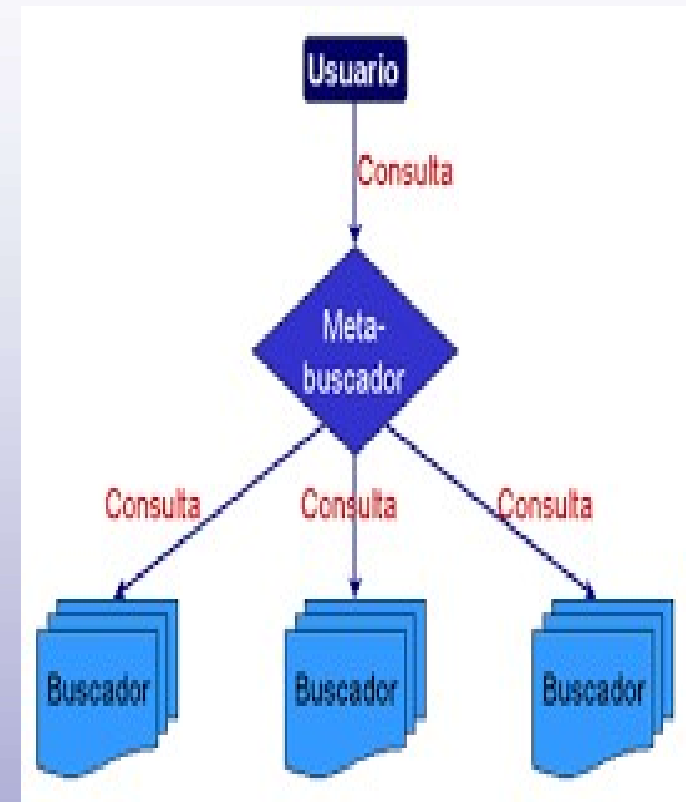 Usuario
Consulta
Meta-
buscador
Consulta
Consulta
Consulta
Buscador
Buscador
Buscador